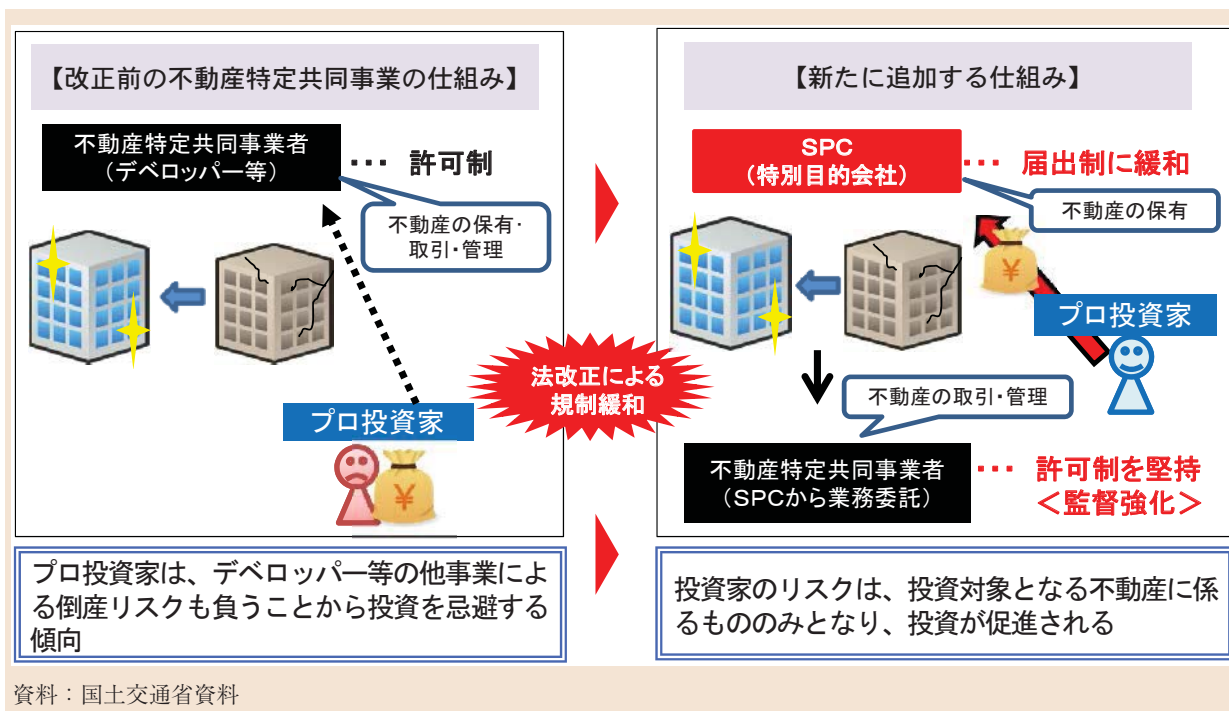 【改正前の不動産特定共同事業の仕組み】
不動産特定共同事業者
（デベロッパー等）
･･･ 許可制
不動産の保有･
取引･管理
￥
プロ投資家
プロ投資家は、デベロッパー等の他事業によ
る倒産リスクも負うことから投資を忌避する
傾向
法改正による
規制緩和
【新たに追加する仕組み】
SPC
（特別目的会社）
･･･ 届出制に緩和
不動産の保有
￥
プロ投資家
不動産の取引･管理
不動産特定共同事業者
（SPCから業務委託）
･･･ 許可制を堅持
＜監督強化＞
投資家のリスクは、投資対象となる不動産に係
るもののみとなり、投資が促進される
資料：国土交通省資料